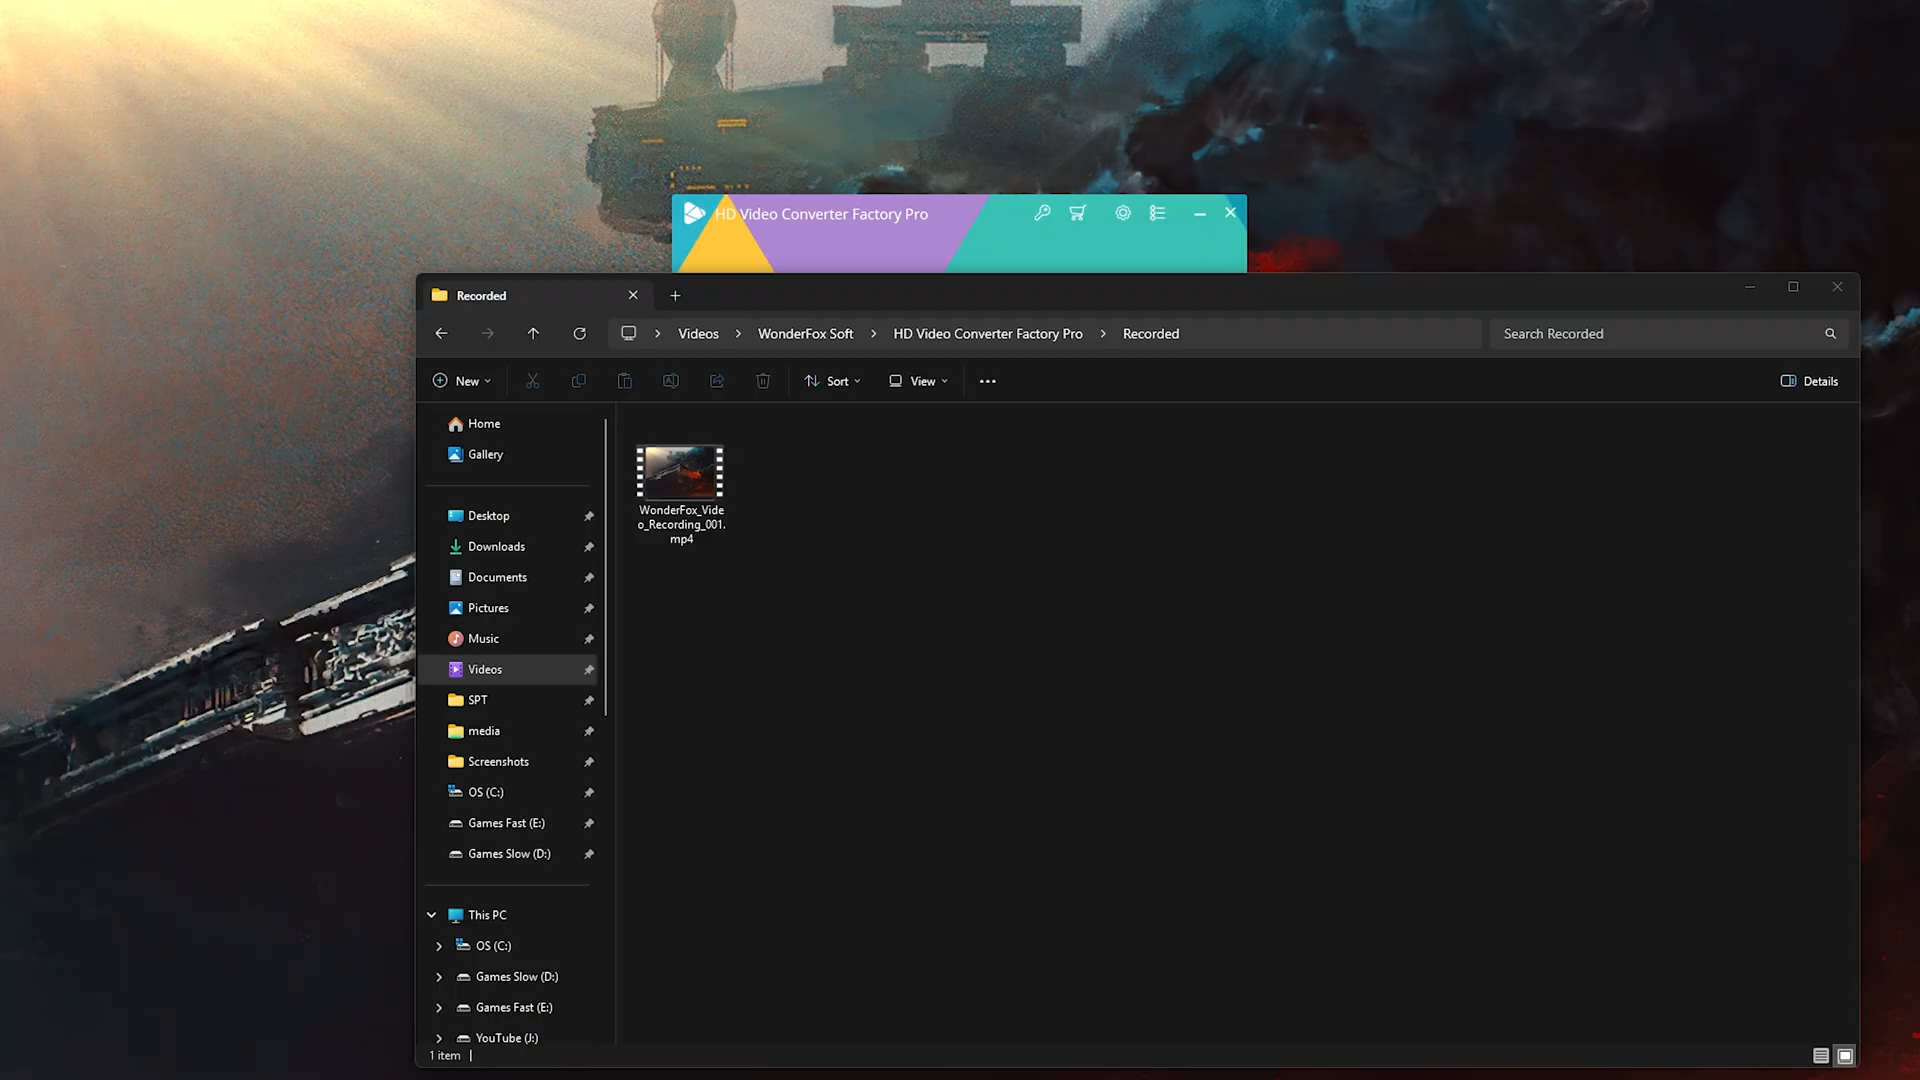 HD Video Converter Factory Pro
Recorded
Videos
WonderFox Soft
HD Video Converter Factory Pro
Recorded
Search Recorded
New
Sort
View
Details
Home
Gallery
Desktop
Downloads
Documents
Pictures
Music
Videos
SPT
media
Screenshots
OS (C:)
Games Fast (E:)
Games Slow (D:)
This PC
OS (C:)
Games Slow (D:)
Games Fast (E:)
YouTube (J:)
WonderFox_Vide
o_Recording_001.
mp4
1 item